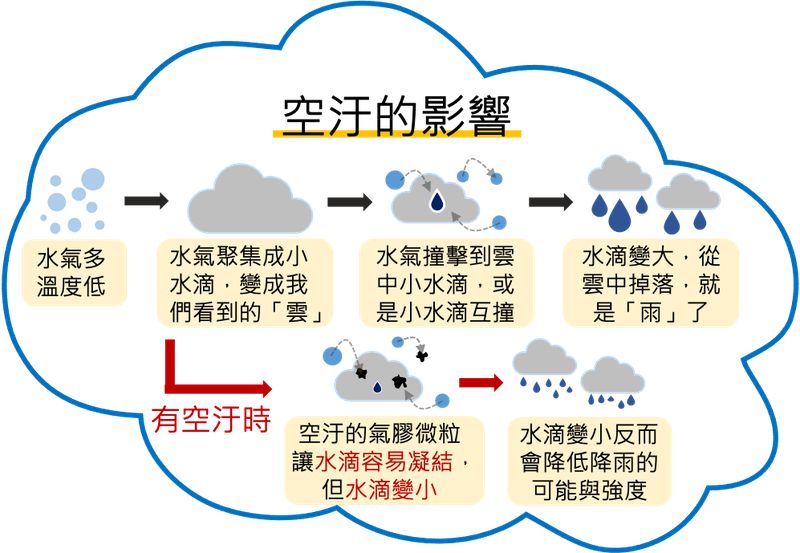 空汙的影響
水氣多
溫度低
水氣聚集成小
水滴，變成我
們看到的「雲」
水氣撞擊到雲
中小水滴，或
是小水滴互撞
水滴變大，從
雲中掉落，就
是「雨」了
有空汙時
空汙的氣膠微粒
讓水滴容易凝結，
但水滴變小
水滴變小反而
會降低降雨的
可能與強度